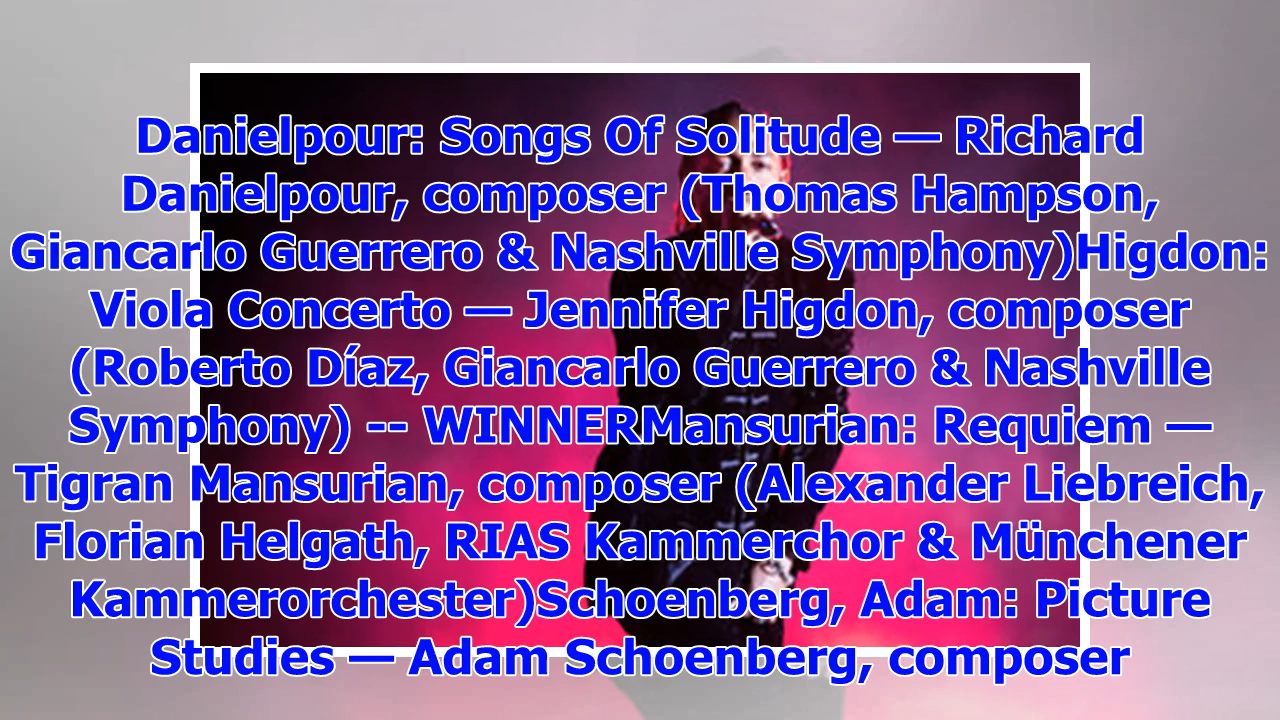 Danielpour: Songs Of Solitude — Richard
Danielpour, composer (Thomas Hampson,
Giancarlo Guerrero & Nashville Symphony)Higdon:
Viola Concerto — Jennifer Higdon, composer
(Roberto Díaz, Giancarlo Guerrero & Nashville
Symphony) -- WINNERMansurian: Requiem —
Tigran Mansurian, composer (Alexander Liebreich,
Florian Helgath, RIAS Kammerchor & Münchener
Kammerorchester)Schoenberg, Adam: Picture
Studies — Adam Schoenberg, composer